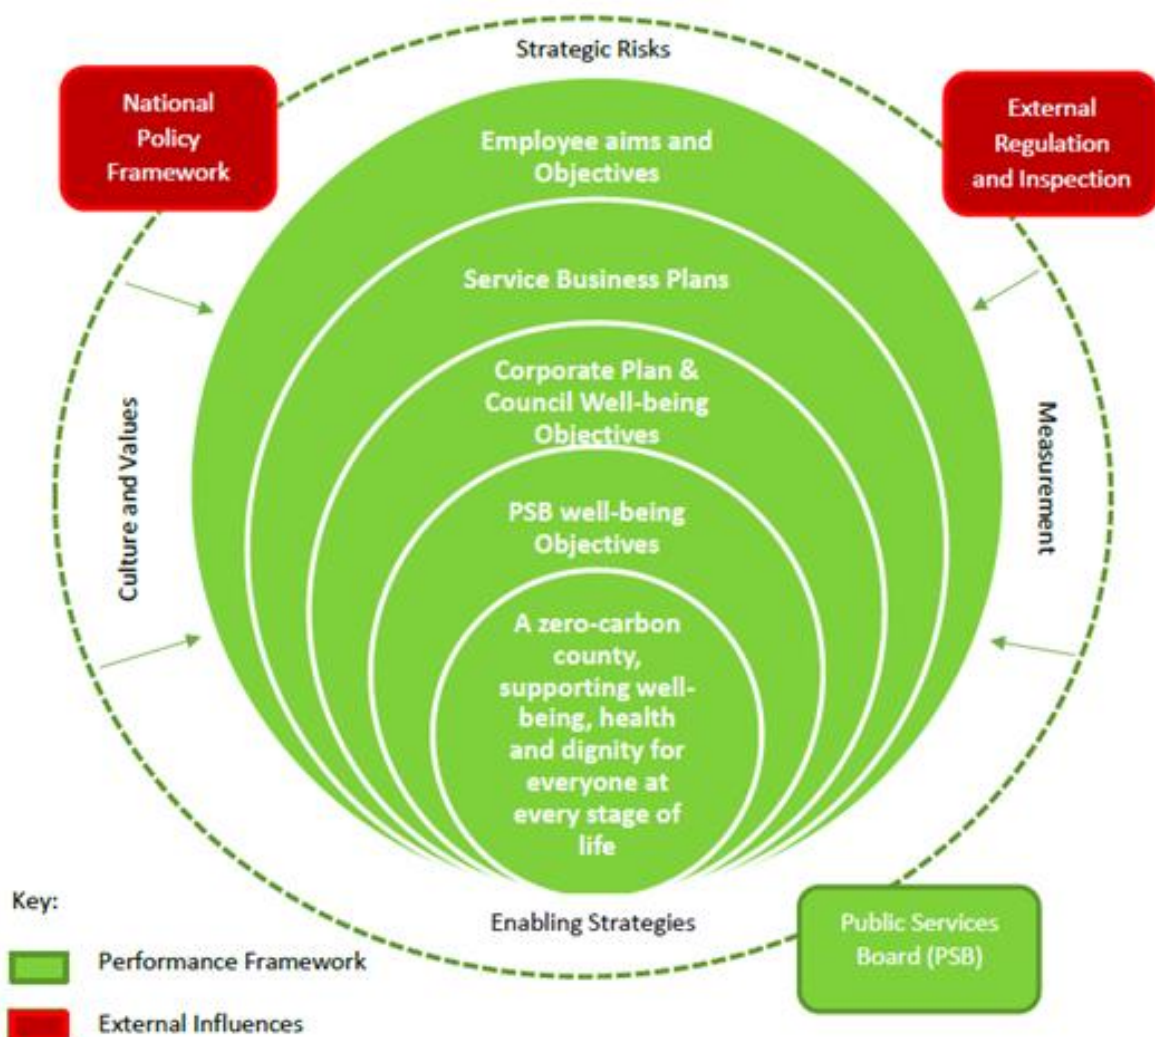 Strategic Risks
National
Policy
Framework
External
Regulation
and Inspection
Employee aims and
Objectives
Service Business Plans
Corporate Plan &
Council Well-being
Objectives
Culture and Values
Measurement
PSB well-being
Objectives
A zero-carbon
county,
supporting well-
being, health
and dignity for
everyone at
every stage of
life
Enabling Strategies
Public Services
Board (PSB)
Key:
Performance Framework
External Influences